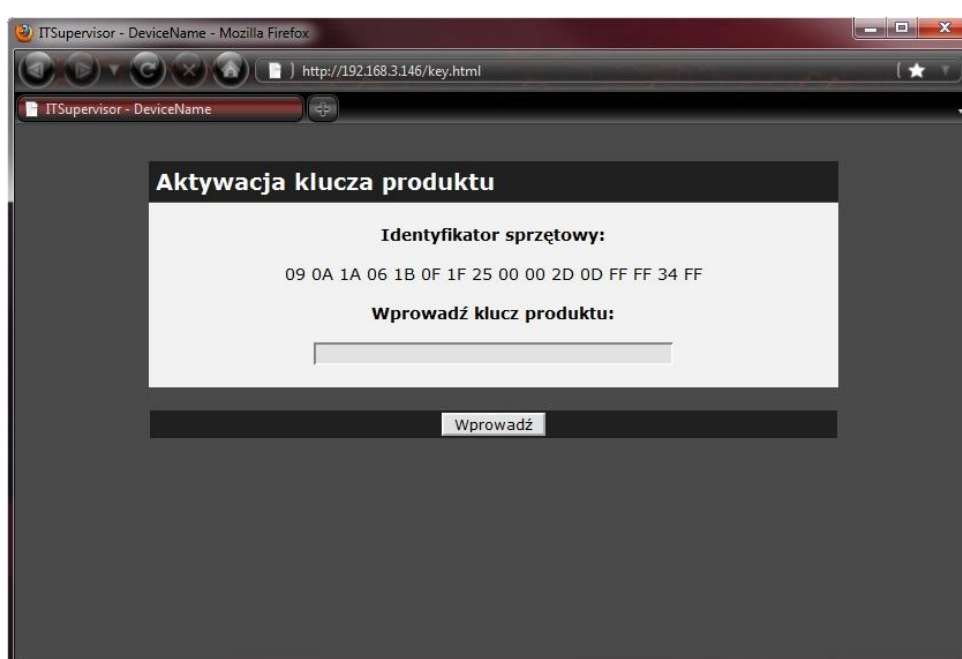 ITSupervisor - DeviceName - Mozilla Firefox
http://192.168.3.146/key.html
ITSupervisor - DeviceName
Aktywacja klucza produktu
Identyfikator sprzętowy:
09 0A 1A 06 1B 0F 1F 25 00 00 2D 0D FF FF 34 FF
Wprowadź klucz produktu:
Wprowadź